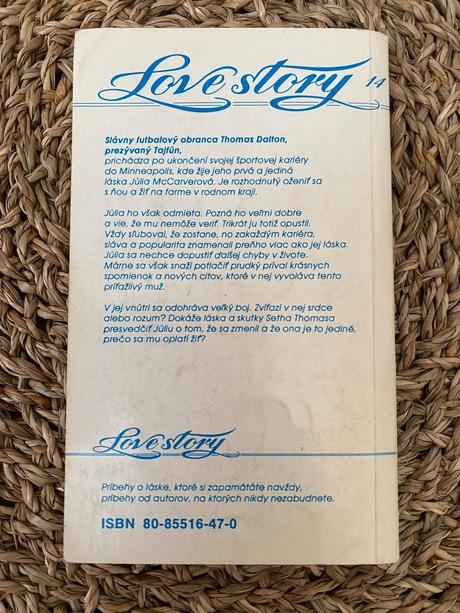 Love story 14
Slávny futbalový obranca Thomas Dalton,
prezývaný Tajfún,
prichádza po ukončení svojej športovej kariéry
do Minneapolis, kde žije jeho prvá a jediná
láska Júlia McCarverová. Je rozhodnutý oženiť sa
s ňou a žiť na farme v rodnom kraji.
Júlia ho však odmieta. Pozná ho veľmi dobre
a vie, že mu nemôže veriť. Trikrát ju totiž opustil.
Vždy sľuboval, že zostane, no zakaždým kariéra,
sláva a popularita znamenali preňho viac ako jej láska.
Júlia sa nechce dopustiť ďalšej chyby v živote.
Márne sa však snaží potlačiť prudký príval krásnych
spomienok a nových citov, ktoré v nej vyvoláva tento
príťažlivý muž.
V jej vnútri sa odohráva veľký boj. Zvíťazí v nej srdce
alebo rozum? Dokáže láska a skutky Setha Thomasa
presvedčiť Júliu o tom, že sa zmenil a že ona je to jediné,
prečo sa mu oplatí žiť?
Love story
Príbehy o láske, ktoré si zapamätáte navždy,
príbehy od autorov, na ktorých nikdy nezabudnete.
ISBN 80-85516-47-0